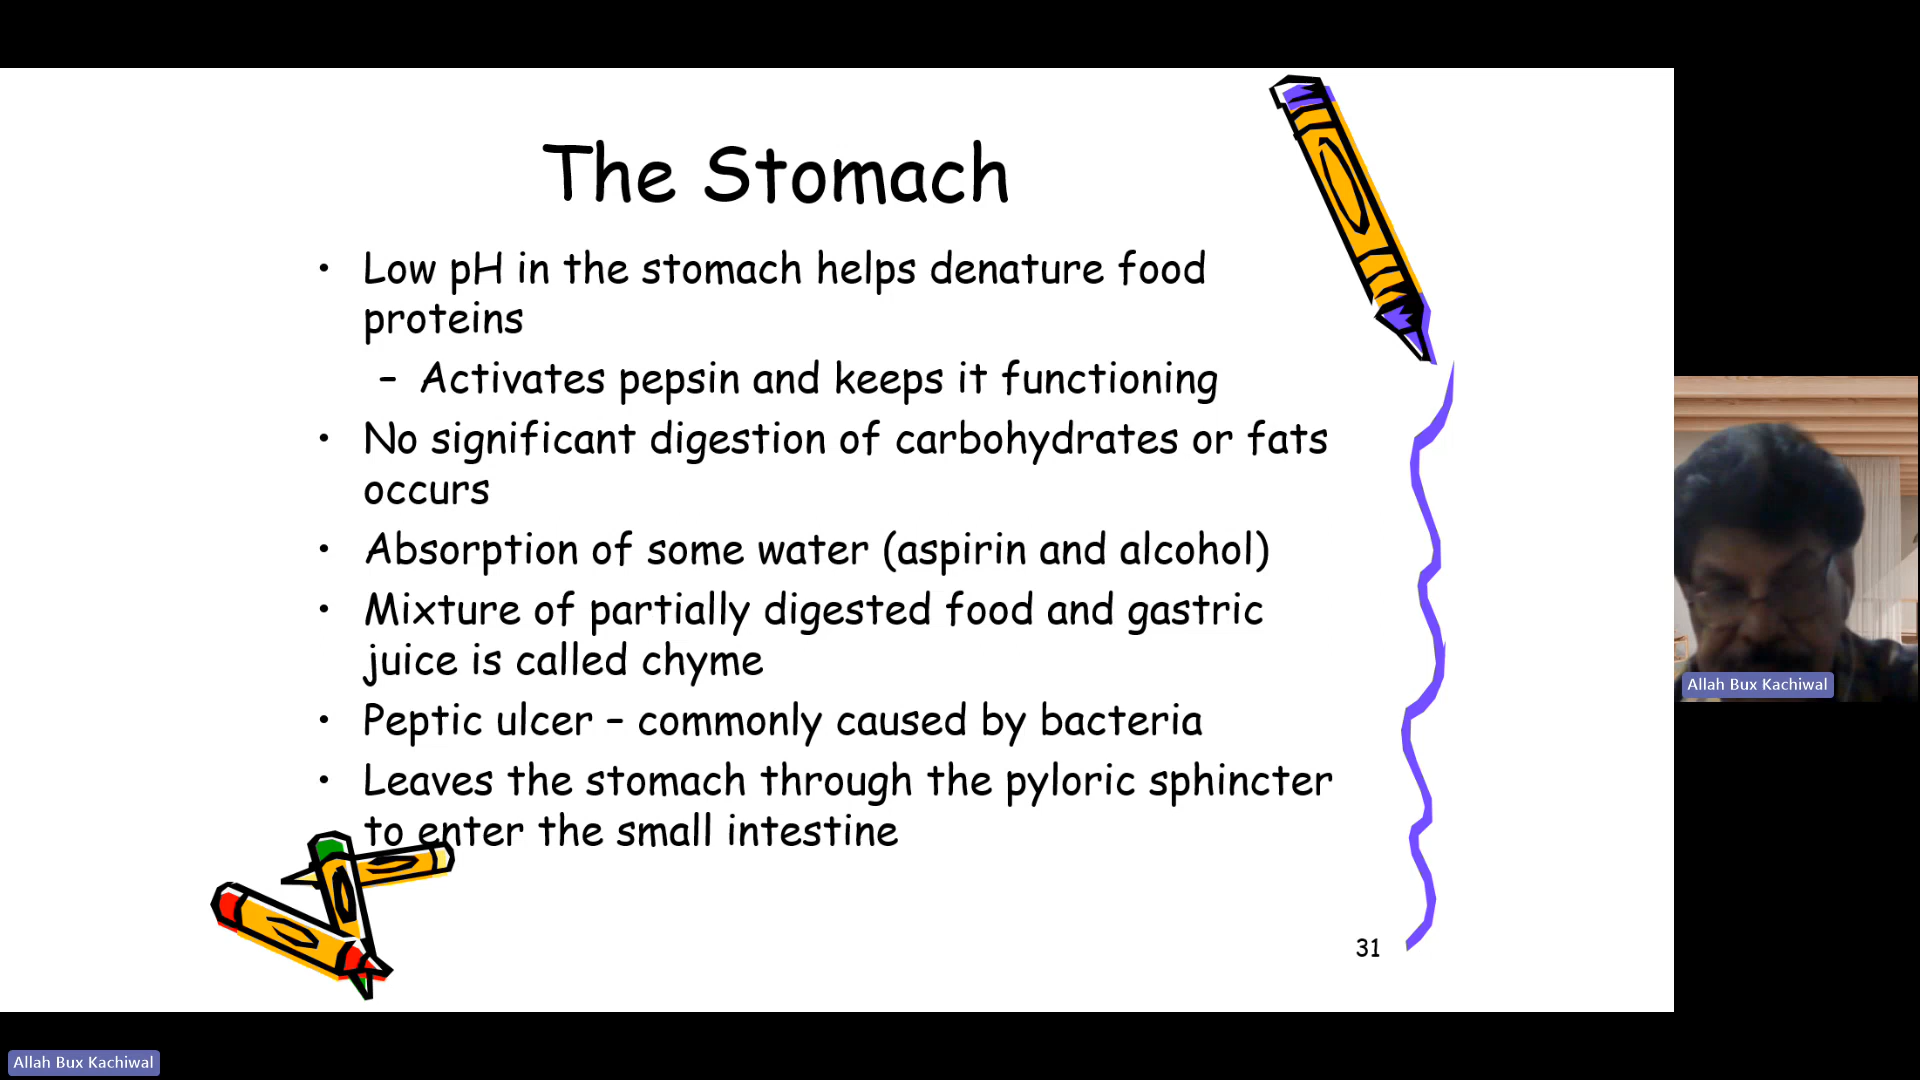 The Stomach
• Low pH in the stomach helps denature food
proteins
– Activates pepsin and keeps it functioning
• No significant digestion of carbohydrates or fats
occurs
• Absorption of some water (aspirin and alcohol)
• Mixture of partially digested food and gastric
juice is called chyme
• Peptic ulcer – commonly caused by bacteria
• Leaves the stomach through the pyloric sphincter
to enter the small intestine
31
Allah Bux Kachiwal
Allah Bux Kachiwal